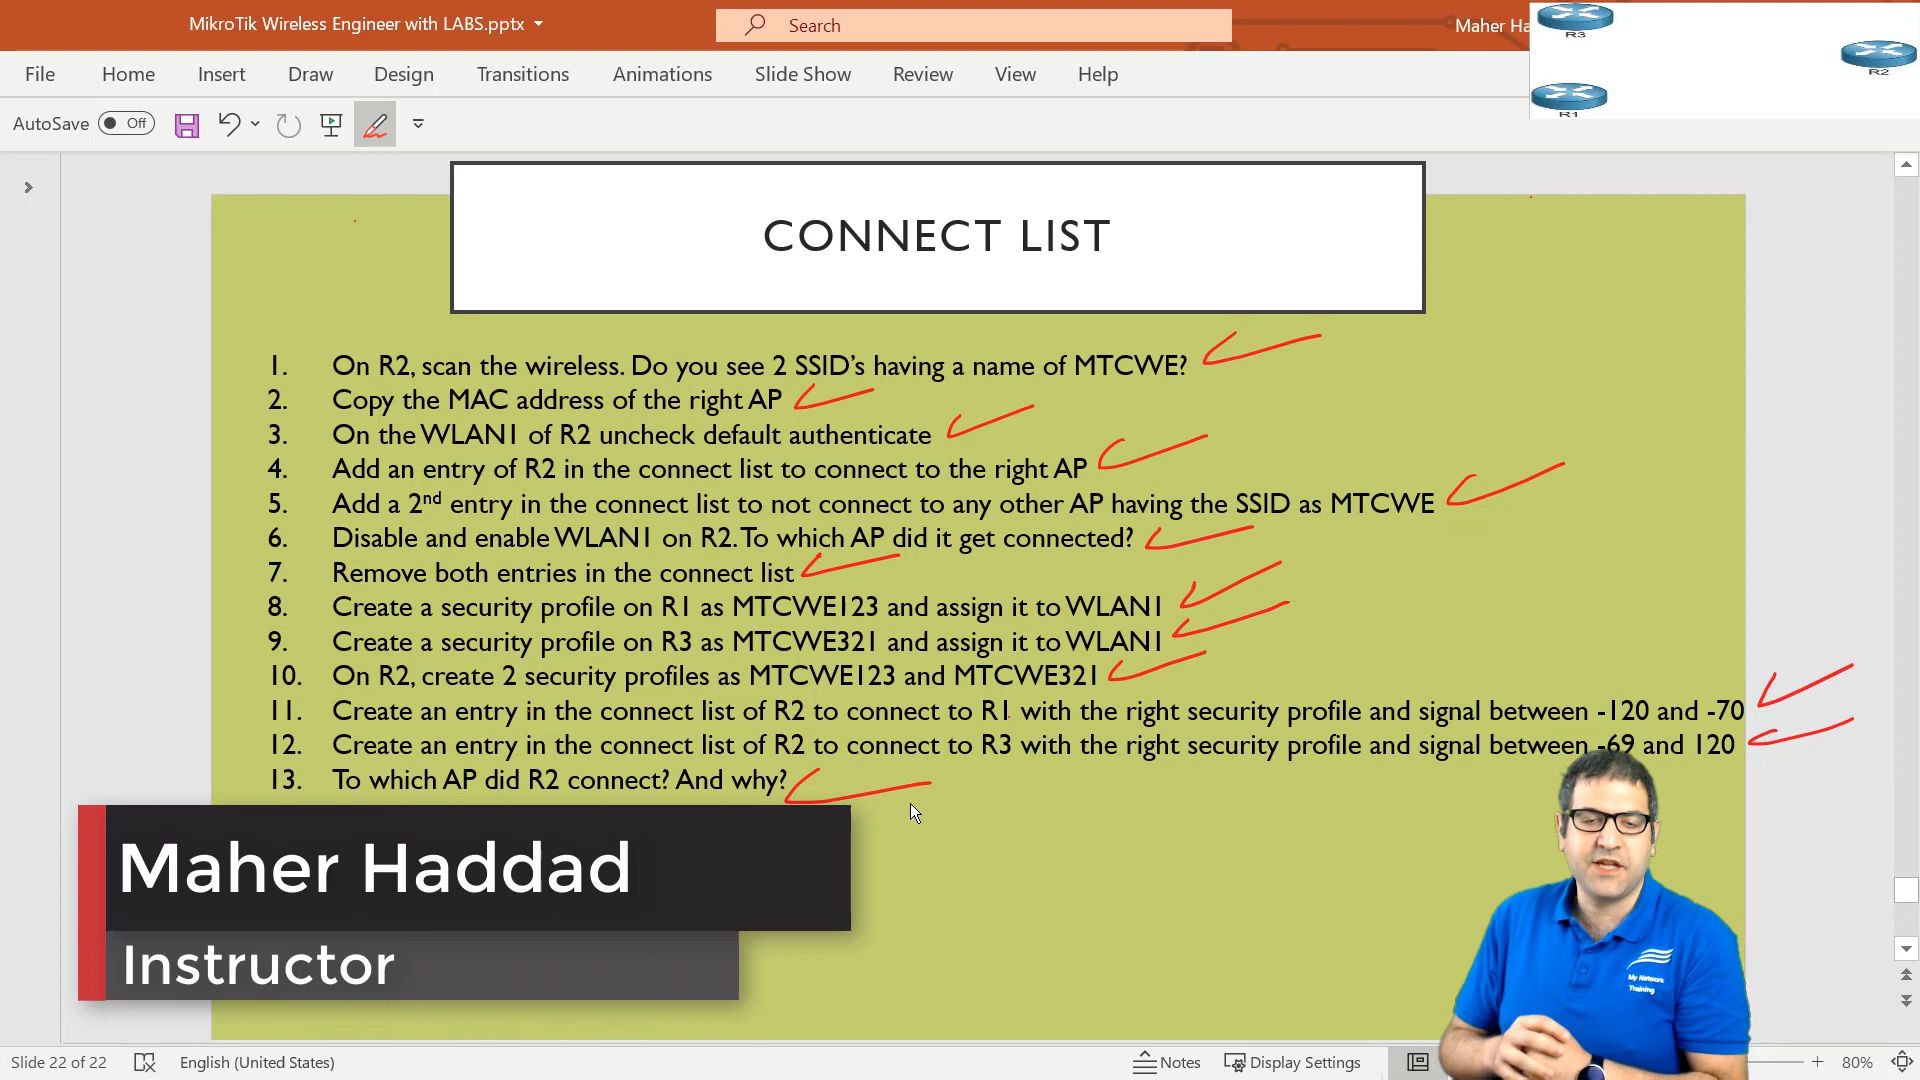 MikroTik Wireless Engineer with LABS.pptx
Search
Maher Ha
R3
R2
R1
File Home Insert Draw Design Transitions Animations Slide Show Review View Help
AutoSave Off
CONNECT LIST
1. On R2, scan the wireless. Do you see 2 SSID’s having a name of MTCWE?
2. Copy the MAC address of the right AP
3. On the WLAN1 of R2 uncheck default authenticate
4. Add an entry of R2 in the connect list to connect to the right AP
5. Add a 2nd entry in the connect list to not connect to any other AP having the SSID as MTCWE
6. Disable and enable WLAN1 on R2. To which AP did it get connected?
7. Remove both entries in the connect list
8. Create a security profile on R1 as MTCWE123 and assign it to WLAN1
9. Create a security profile on R3 as MTCWE321 and assign it to WLAN1
10. On R2, create 2 security profiles as MTCWE123 and MTCWE321
11. Create an entry in the connect list of R2 to connect to R1 with the right security profile and signal between -120 and -70
12. Create an entry in the connect list of R2 to connect to R3 with the right security profile and signal between -69 and 120
13. To which AP did R2 connect? And why?
Maher Haddad
Instructor
My Network
Training
Slide 22 of 22
English (United States)
Notes
Display Settings
80%